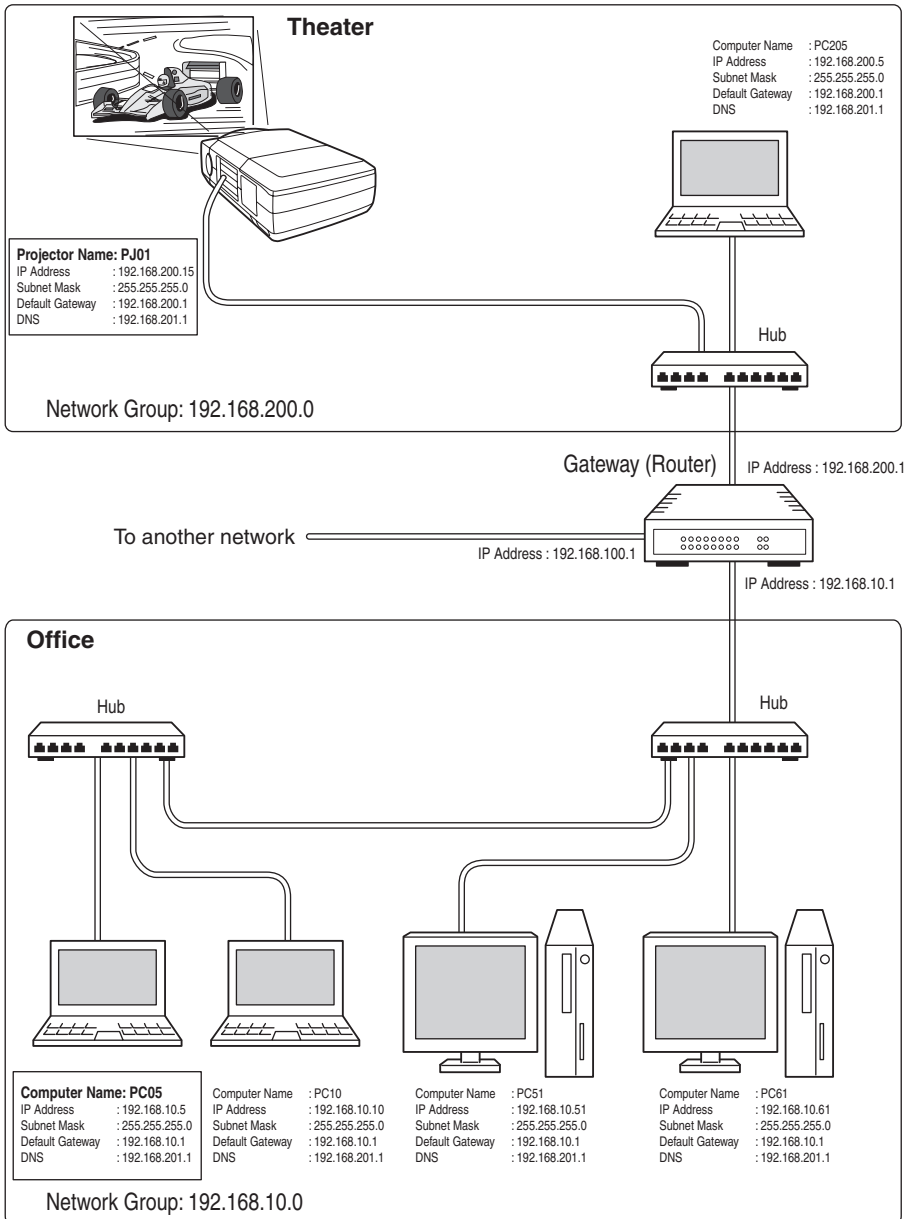 Theater
Computer Name : PC205
IP Address : 192.168.200.5
Subnet Mask : 255.255.255.0
Default Gateway : 192.168.200.1
DNS : 192.168.201.1
Projector Name: PJ01
IP Address : 192.168.200.15
Subnet Mask : 255.255.255.0
Default Gateway : 192.168.200.1
DNS : 192.168.201.1
Hub
Network Group: 192.168.200.0
Gateway (Router)
IP Address : 192.168.200.1
To another network
IP Address : 192.168.100.1
IP Address : 192.168.10.1
Office
Hub
Hub
Computer Name: PC05
IP Address : 192.168.10.5
Subnet Mask : 255.255.255.0
Default Gateway : 192.168.10.1
DNS : 192.168.201.1
Computer Name : PC10
IP Address : 192.168.10.10
Subnet Mask : 255.255.255.0
Default Gateway : 192.168.10.1
DNS : 192.168.201.1
Computer Name : PC51
IP Address : 192.168.10.51
Subnet Mask : 255.255.255.0
Default Gateway : 192.168.10.1
DNS : 192.168.201.1
Computer Name : PC61
IP Address : 192.168.10.61
Subnet Mask : 255.255.255.0
Default Gateway : 192.168.10.1
DNS : 192.168.201.1
Network Group: 192.168.10.0